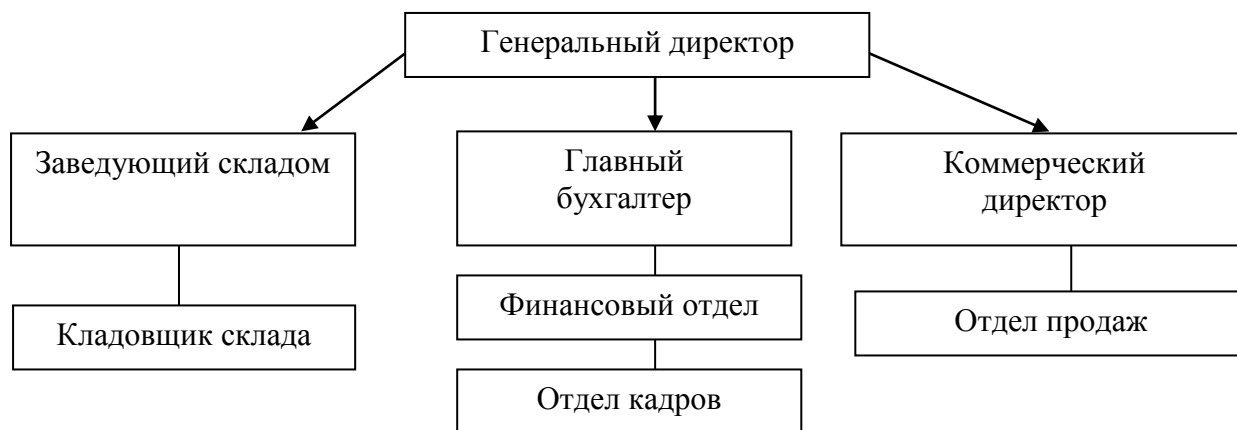 Генеральный директор
Заведующий складом
Главный
бухгалтер
Коммерческий
директор
Кладовщик склада
Финансовый отдел
Отдел продаж
Отдел кадров